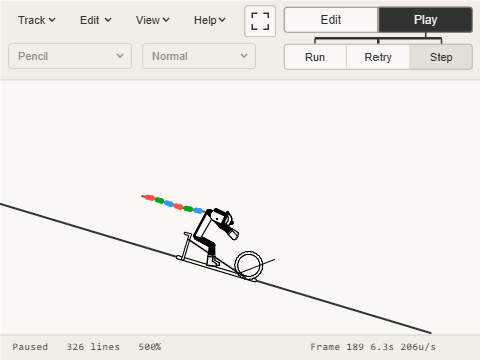 Track Edit View Help Edit Play
Pencil Normal Run Retry Step
Paused 326 lines 500% Frame 189 6.3s 206u/s